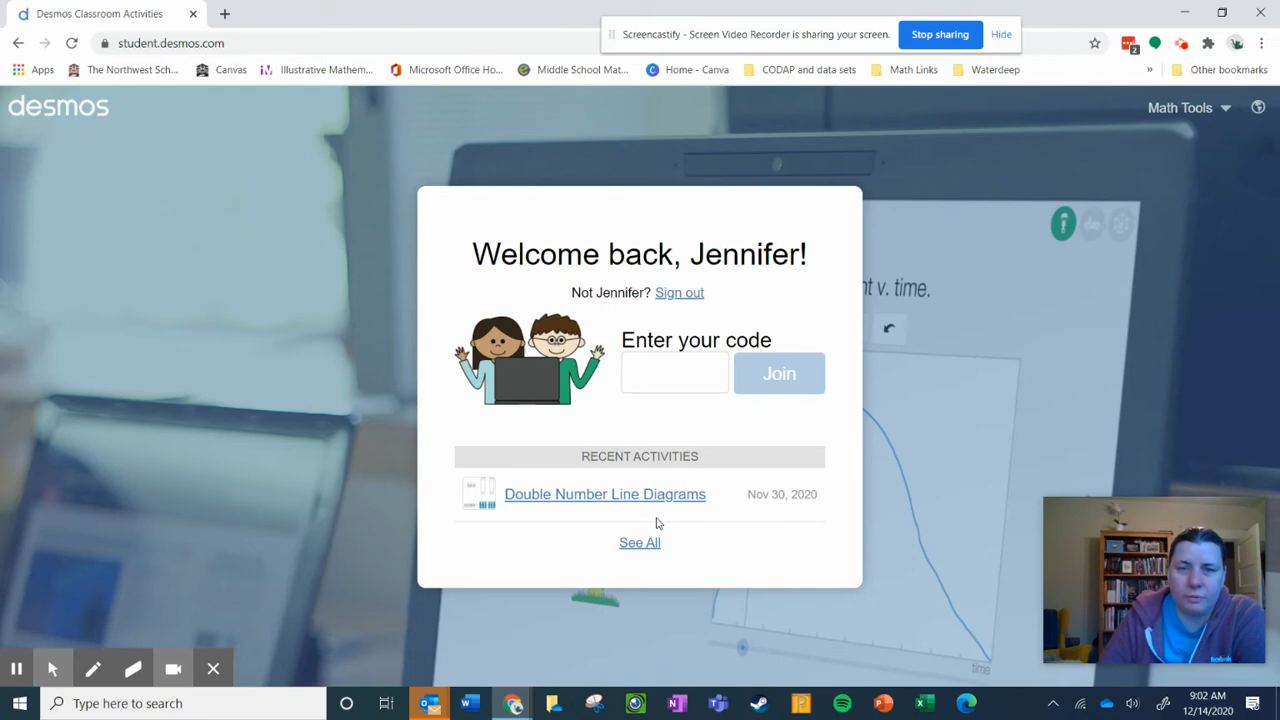 Desmos Classroom Activities
Screencastify - Screen Video Recorder is sharing your screen.
Stop sharing
Hide
student.desmos.com
2
Apps
The Northwest Sch...
Canvas
Illustrative Mathem...
Microsoft Office Ho...
Middle School Mat...
Home - Canva
CODAP and data sets
Math Links
Waterdeep
»
Other bookmarks
desmos
Math Tools
Welcome back, Jennifer!
Not Jennifer? Sign out
nt v. time.
Enter your code
Join
RECENT ACTIVITIES
Double Number Line Diagrams
Nov 30, 2020
See All
time
Type here to search
9:02 AM
12/14/2020